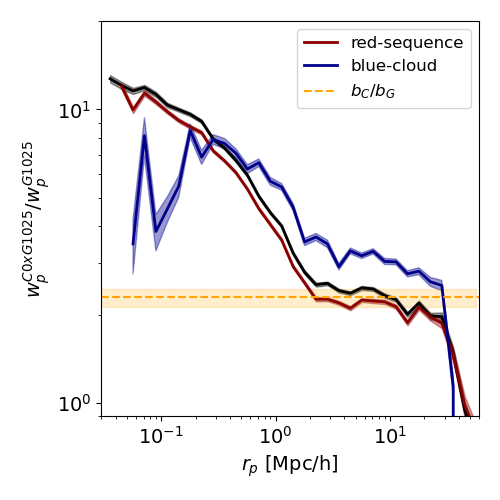 red-sequence
blue-cloud
b_C/b_G
10^1
10^0
w_p^{C0xG1025}/w_p^{G1025}
10^{-1} 10^0 10^1
r_p [Mpc/h]